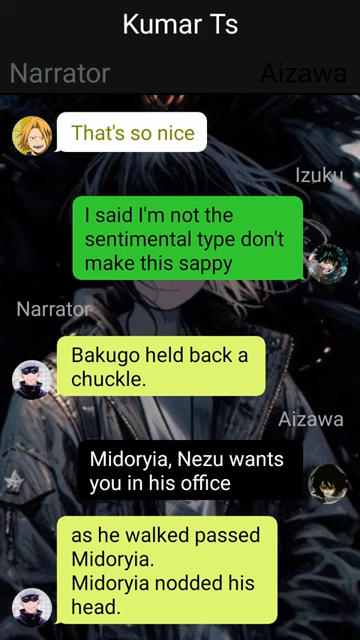 Kumar Ts
Narrator
Aizawa
That's so nice
Izuku
I said I'm not the
sentimental type don't
make this sappy
Narrator
Bakugo held back a
chuckle.
Aizawa
Midoryia, Nezu wants
you in his office
as he walked passed
Midoryia.
Midoryia nodded his
head.